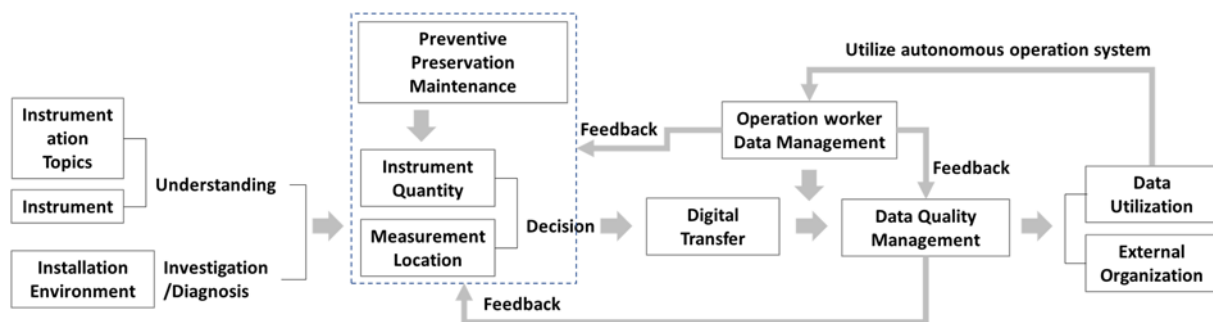 Instrument
ation
Topics
Instrument
Understanding
Installation
Environment
Investigation
/Diagnosis
Preventive
Preservation
Maintenance
Instrument
Quantity
Measurement
Location
Decision
Feedback
Digital
Transfer
Utilize autonomous operation system
Operation worker
Data Management
Feedback
Data Quality
Management
Feedback
Data
Utilization
External
Organization